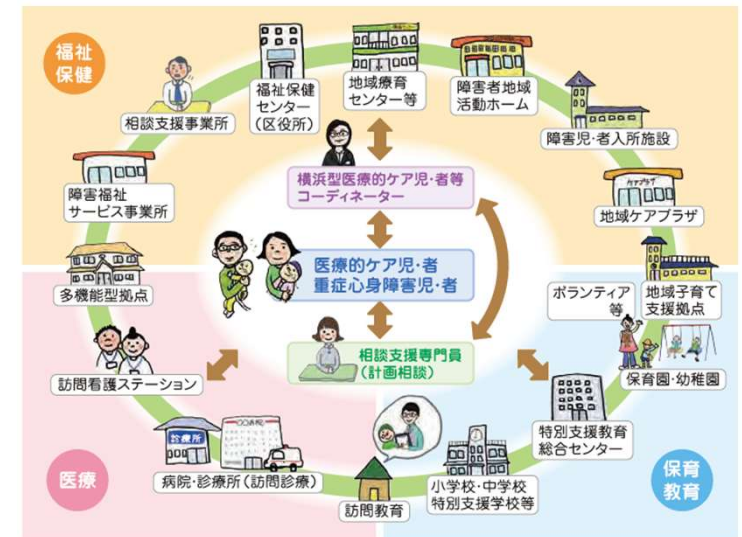 福祉
保健
相談支援事業所
福祉保健
センター
（区役所）
地域療育
センター等
障害者地域
活動ホーム
障害児・者入所施設
障害福祉
サービス事業所
横浜型医療的ケア児・者等
コーディネーター
ケアプラザ
地域ケアプラザ
多機能型拠点
医療的ケア児・者
重症心身障害児・者
ボランティア
等
地域子育て
支援拠点
訪問看護ステーション
相談支援専門員
（計画相談）
保育園・幼稚園
診療所
〇〇病院
病院・診療所（訪問診療）
訪問教育
小学校・中学校
特別支援学校等
特別支援教育
総合センター
医療
保育
教育